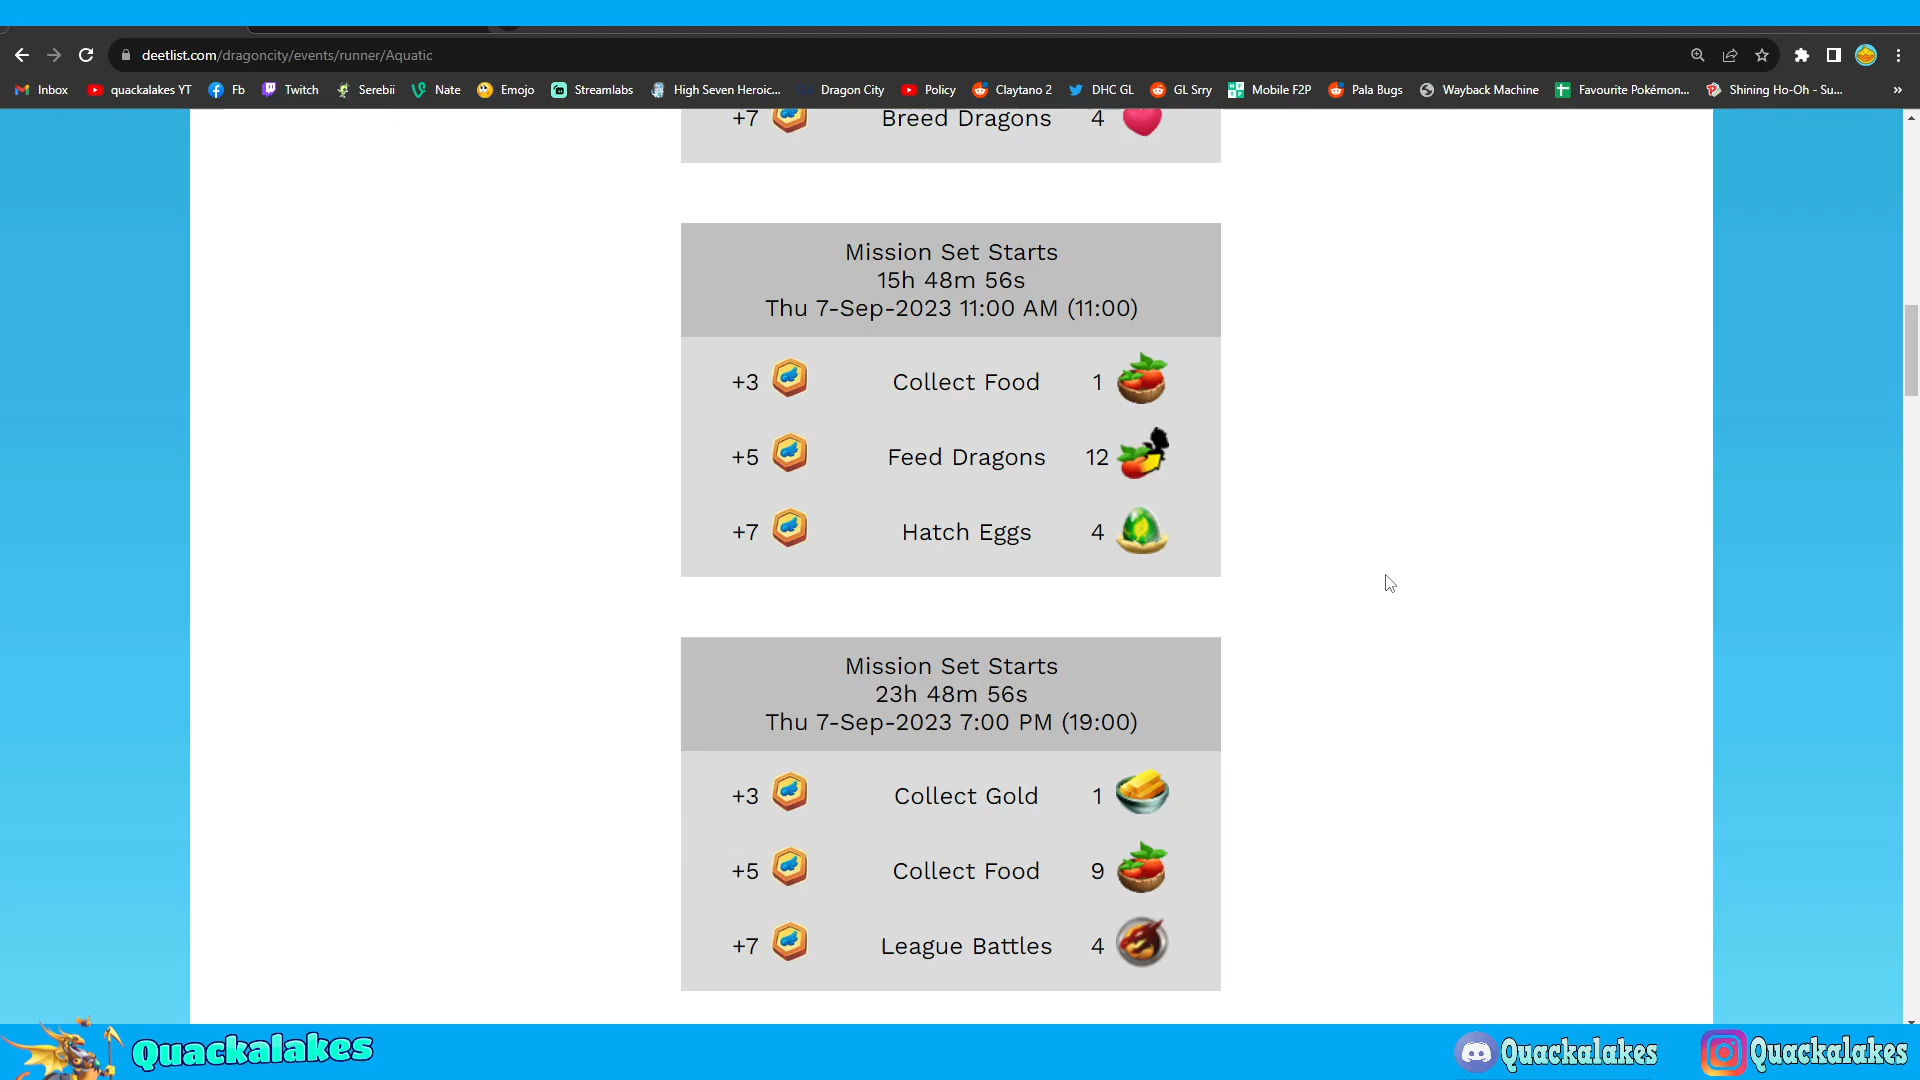 deetlist.com/dragoncity/events/runner/Aquatic
Inbox quackalakes YT Fb Twitch Serebii Nate Emojo Streamlabs High Seven Heroic... Dragon City Policy Claytano 2 DHC GL GL Srry Mobile F2P Pala Bugs Wayback Machine Favourite Pokémon... Shining Ho-Oh - Su... »
+7 Breed Dragons 4
Mission Set Starts
15h 48m 56s
Thu 7-Sep-2023 11:00 AM (11:00)
+3 Collect Food 1
+5 Feed Dragons 12
+7 Hatch Eggs 4
Mission Set Starts
23h 48m 56s
Thu 7-Sep-2023 7:00 PM (19:00)
+3 Collect Gold 1
+5 Collect Food 9
+7 League Battles 4
Quackalakes Quackalakes Quackalakes